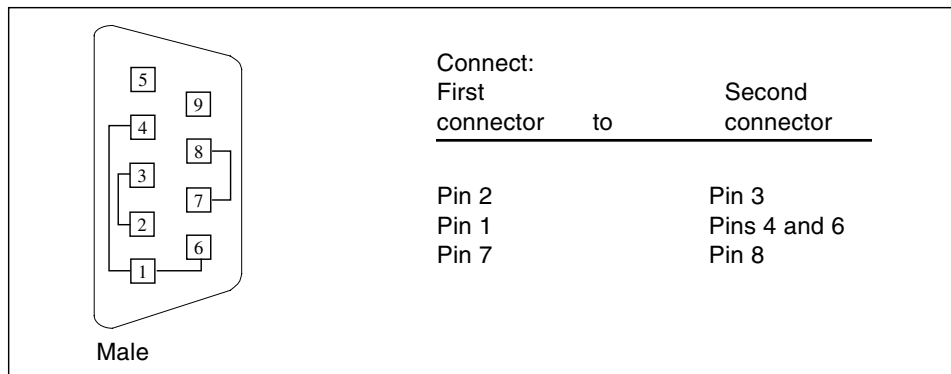 5
9
4
8
3
7
2
6
1
Male
Connect:
First Second
connector to connector
Pin 2 Pin 3
Pin 1 Pins 4 and 6
Pin 7 Pin 8